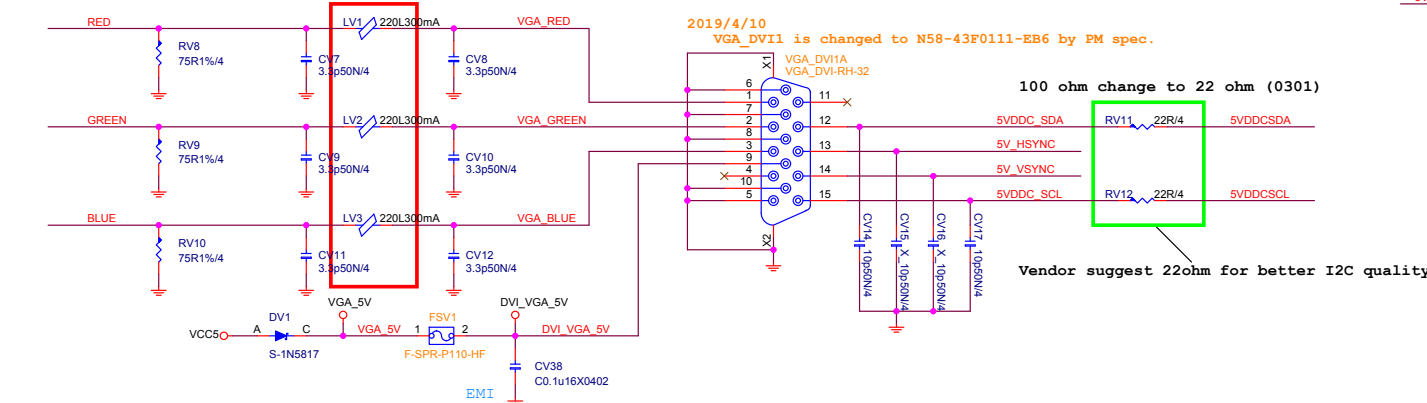 RED
LV1 220L300mA
VGA_RED
RV8
75R1%/4
CV7
3.3p50N/4
CV8
3.3p50N/4
GREEN
LV2 220L300mA
VGA_GREEN
RV9
75R1%/4
CV9
3.3p50N/4
CV10
3.3p50N/4
BLUE
LV3 220L300mA
VGA_BLUE
RV10
75R1%/4
CV11
3.3p50N/4
CV12
3.3p50N/4
VCC5
A
DV1
C
S-1N5817
VGA_5V
VGA_5V
1
FSV1
2
F-SPR-P110-HF
DVI_VGA_5V
DVI_VGA_5V
CV38
C0.1u16X0402
EMI
2019/4/10
VGA_DVI1 is changed to N58-43F0111-EB6 by PM spec.
X1
VGA_DVI1A
VGA_DVI-RH-32
6
1
7
2
8
3
9
4
10
5
11
12
13
14
15
X2
5VDDC_SDA
5V_HSYNC
5V_VSYNC
5VDDC_SCL
CV14 10p50N/4
CV15 X_10p50N/4
CV16 X_10p50N/4
CV17 10p50N/4
100 ohm change to 22 ohm (0301)
RV11 22R/4
5VDDCSDA
RV12 22R/4
5VDDCSCL
Vendor suggest 22ohm for better I2C quality